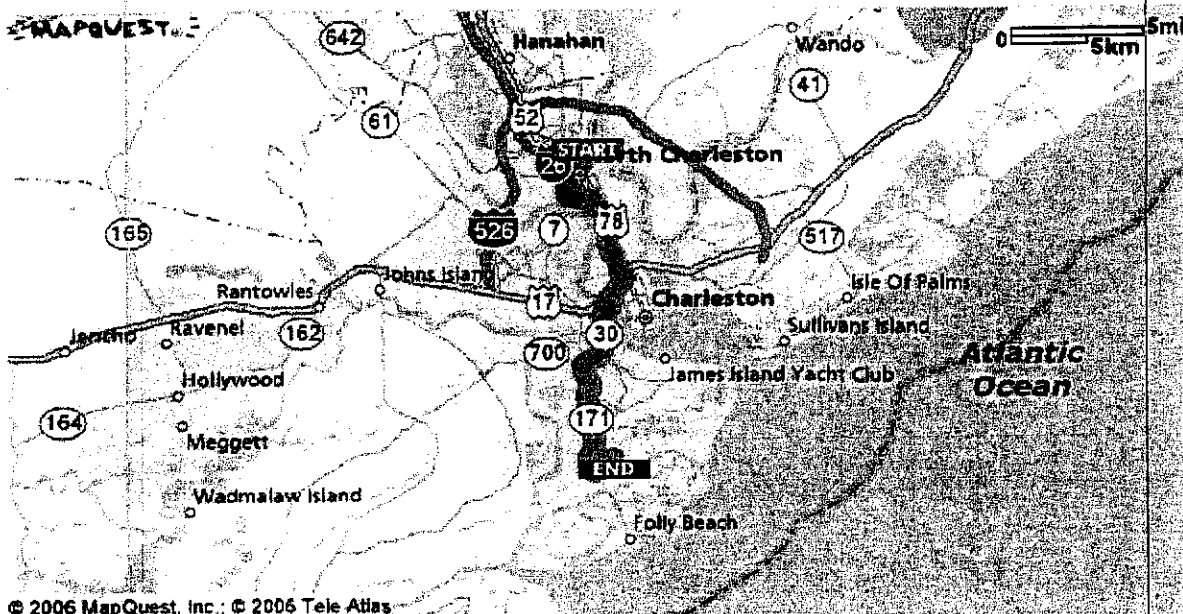 MAPQUEST
642
Hanahan
Wando
0
5mi
5km
41
61
52
START
rth Charleston
26
165
526
7
78
517
Johns Island
Isle Of Palms
Rantowles
17
Charleston
Ravenel
162
30
Sullivans Island
Jericho
700
James Island Yacht Club
Atlantic
Ocean
Hollywood
164
171
Meggett
END
Wadmalaw Island
Folly Beach
© 2006 MapQuest, Inc.; © 2006 Tele Atlas